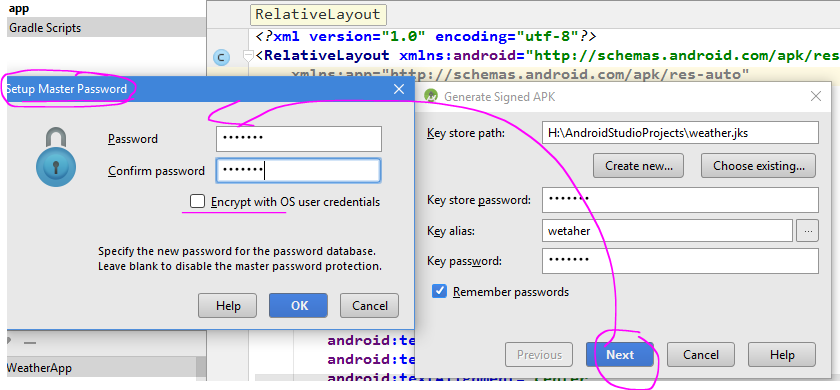 app
Gradle Scripts
RelativeLayout
<?xml version="1.0" encoding="utf-8"?>
C
<RelativeLayout xmlns:android="http://schemas.android.com/apk/res
xmlns:app="http://schemas.android.com/apk/res-auto"
Setup Master Password
Password
•••••••
Confirm password
•••••••
Encrypt with OS user credentials
Specify the new password for the password database.
Leave blank to disable the master password protection.
Help
OK
Cancel
Generate Signed APK
Key store path:
H:\AndroidStudioProjects\weather.jks
Create new...
Choose existing...
Key store password:
•••••••
Key alias:
wetaher
...
Key password:
•••••••
Remember passwords
Previous
Next
Cancel
Help
WeatherApp
android:te
android:te